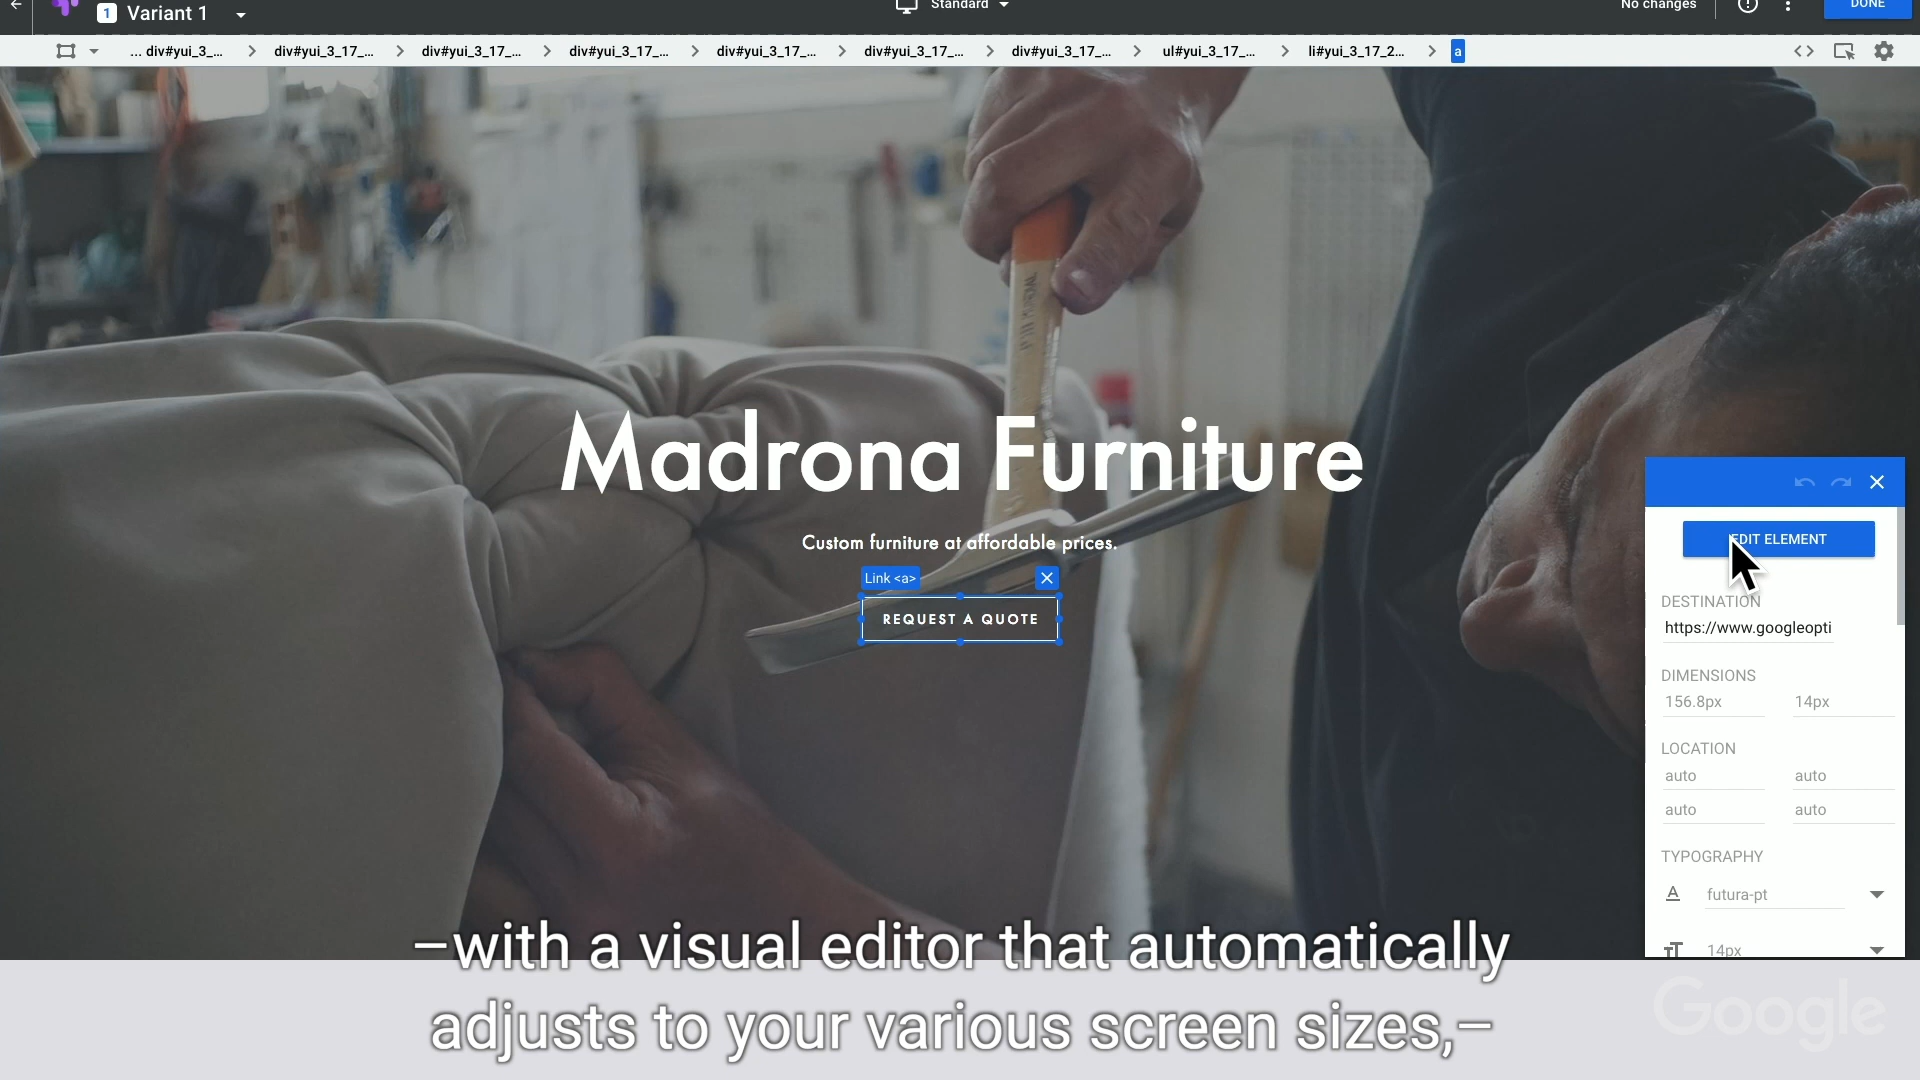 1 Variant 1
Standard
No changes
DONE
... div#yui_3_...
div#yui_3_17_...
div#yui_3_17_...
div#yui_3_17_...
div#yui_3_17_...
div#yui_3_17_...
div#yui_3_17_...
ul#yui_3_17_...
li#yui_3_17_2...
a
Madrona Furniture
Custom furniture at affordable prices.
Link <a>
REQUEST A QUOTE
EDIT ELEMENT
DESTINATION
https://www.googleopti
DIMENSIONS
156.8px 14px
LOCATION
auto auto
auto auto
TYPOGRAPHY
futura-pt
14px
–with a visual editor that automatically
adjusts to your various screen sizes,–
Google